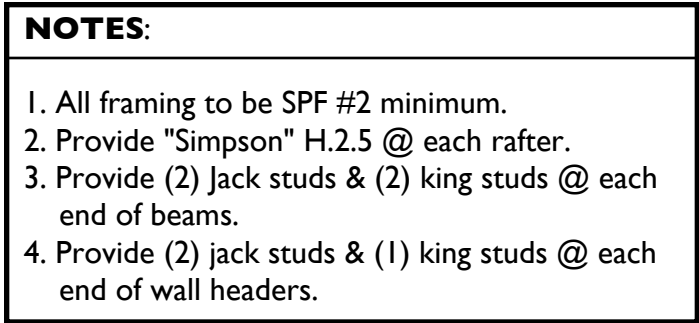 NOTES:
1. All framing to be SPF #2 minimum.
2. Provide "Simpson" H.2.5 @ each rafter.
3. Provide (2) Jack studs & (2) king studs @ each
end of beams.
4. Provide (2) jack studs & (1) king studs @ each
end of wall headers.